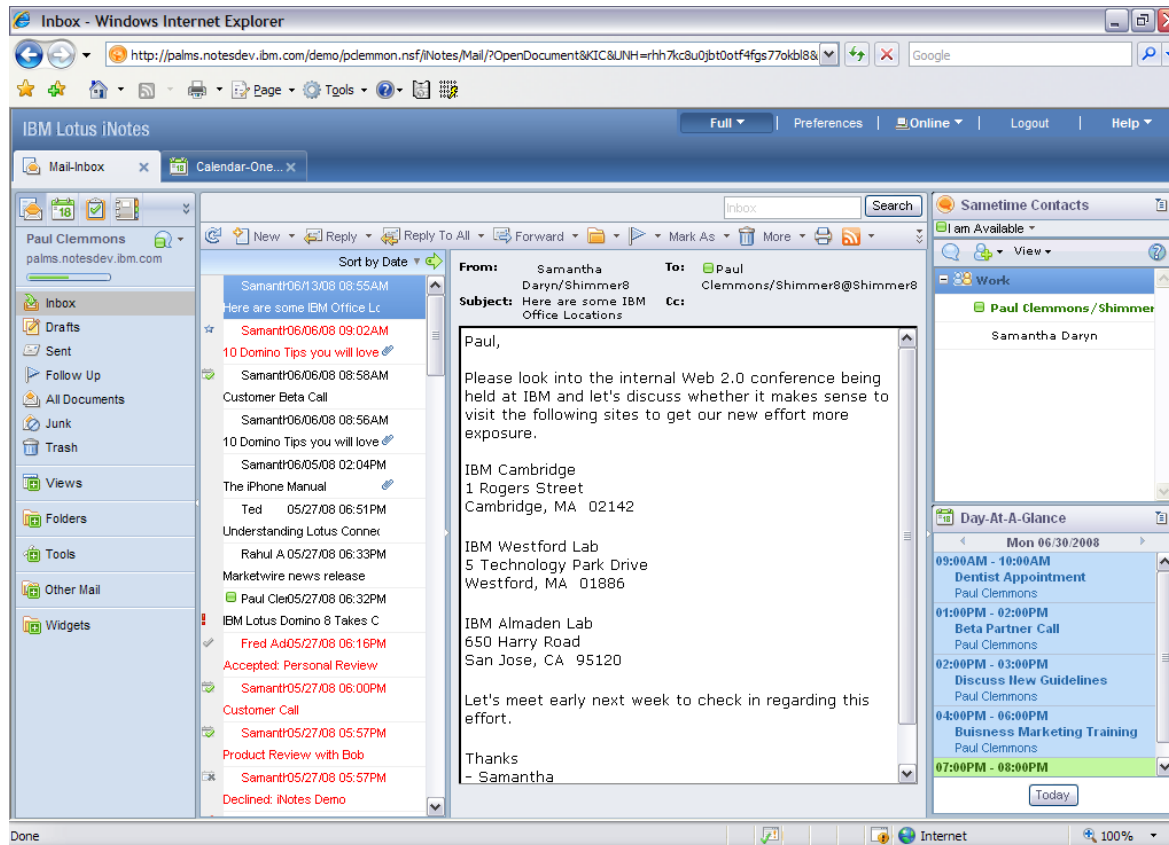 Inbox - Windows Internet Explorer
http://palms.notesdev.ibm.com/demo/pclemmon.nsf/iNotes/Mail/?OpenDocument&KIC&UNH=rhh7kc8u0jbt0otf4fgs77okbl8&
Google
Page Tools
IBM Lotus iNotes
Full | Preferences | Online | Logout | Help
Mail-Inbox
Calendar-One...
18
Paul Clemmons
palms.notesdev.ibm.com
Inbox
Drafts
Sent
Follow Up
All Documents
Junk
Trash
Views
Folders
Tools
Other Mail
Widgets
Inbox Search
New Reply Reply To All Forward Mark As More
Sort by Date
Samanth06/13/08 08:55AM
Here are some IBM Office Lc
Samanth06/06/08 09:02AM
10 Domino Tips you will love
Samanth06/06/08 08:58AM
Customer Beta Call
Samanth06/06/08 08:56AM
10 Domino Tips you will love
Samanth06/05/08 02:04PM
The iPhone Manual
Ted 05/27/08 06:51PM
Understanding Lotus Connec
Rahul A 05/27/08 06:33PM
Marketwire news release
Paul Cle05/27/08 06:32PM
IBM Lotus Domino 8 Takes C
Fred Ad05/27/08 06:16PM
Accepted: Personal Review
Samanth05/27/08 06:00PM
Customer Call
Samanth05/27/08 05:57PM
Product Review with Bob
Samanth05/27/08 05:57PM
Declined: iNotes Demo
From: Samantha Daryn/Shimmer8
To: Paul Clemmons/Shimmer8@Shimmer8
Subject: Here are some IBM Office Locations
Cc:
Paul,
Please look into the internal Web 2.0 conference being
held at IBM and let's discuss whether it makes sense to
visit the following sites to get our new effort more
exposure.
IBM Cambridge
1 Rogers Street
Cambridge, MA 02142
IBM Westford Lab
5 Technology Park Drive
Westford, MA 01886
IBM Almaden Lab
650 Harry Road
San Jose, CA 95120
Let's meet early next week to check in regarding this
effort.
Thanks
- Samantha
Sametime Contacts
I am Available
View
Work
Paul Clemmons/Shimmer
Samantha Daryn
Day-At-A-Glance
Mon 06/30/2008
09:00AM - 10:00AM
Dentist Appointment
Paul Clemmons
01:00PM - 02:00PM
Beta Partner Call
Paul Clemmons
02:00PM - 03:00PM
Discuss New Guidelines
Paul Clemmons
04:00PM - 06:00PM
Buisness Marketing Training
Paul Clemmons
07:00PM - 08:00PM
Today
Done
Internet
100%